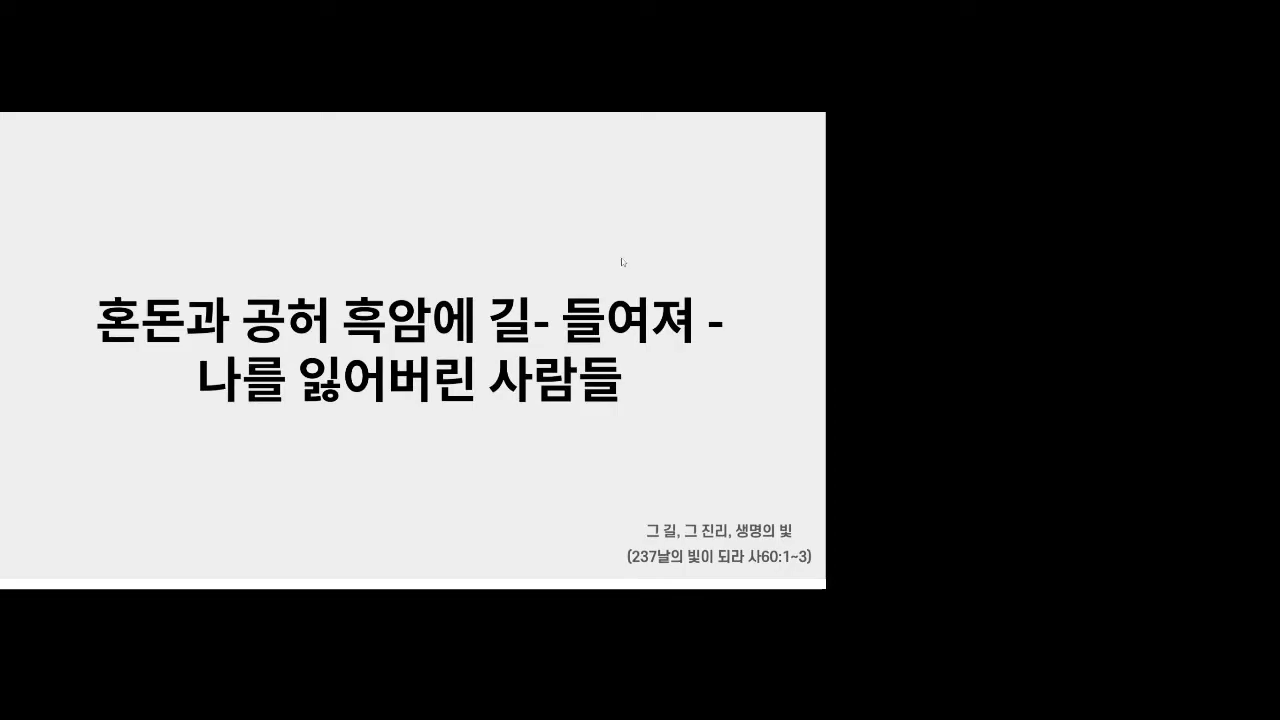 혼돈과 공허 흑암에 길- 들여져 -
나를 잃어버린 사람들
그 길, 그 진리, 생명의 빛
(237날의 빛이 되라 사60:1~3)